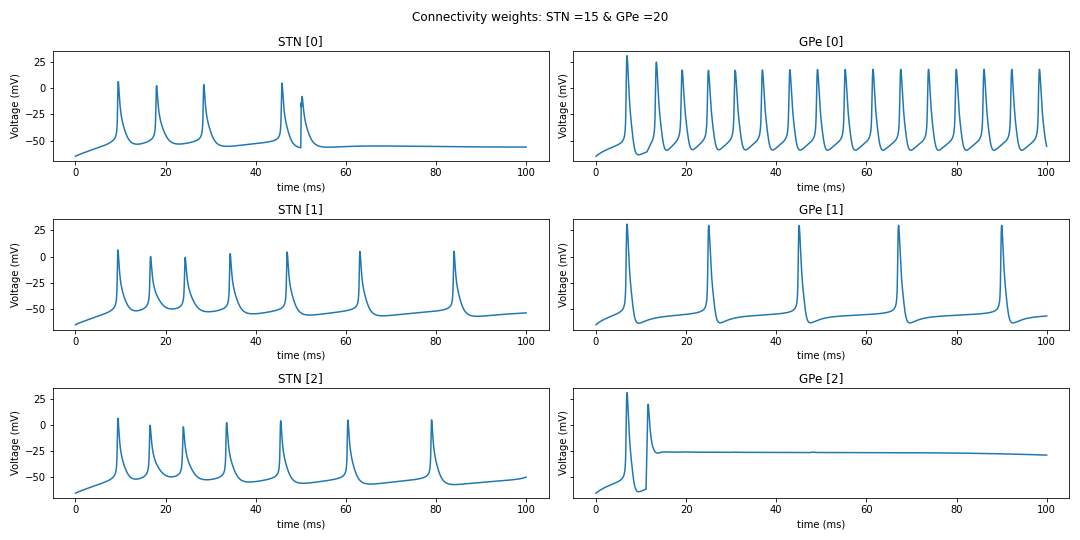 Connectivity weights: STN =15 & GPe =20
STN [0]
Voltage (mV)
25
0
−25
−50
0 20 40 60 80 100
time (ms)
GPe [0]
Voltage (mV)
0 20 40 60 80 100
time (ms)
STN [1]
Voltage (mV)
25
0
−25
−50
0 20 40 60 80 100
time (ms)
GPe [1]
Voltage (mV)
0 20 40 60 80 100
time (ms)
STN [2]
Voltage (mV)
25
0
−25
−50
0 20 40 60 80 100
time (ms)
GPe [2]
Voltage (mV)
0 20 40 60 80 100
time (ms)